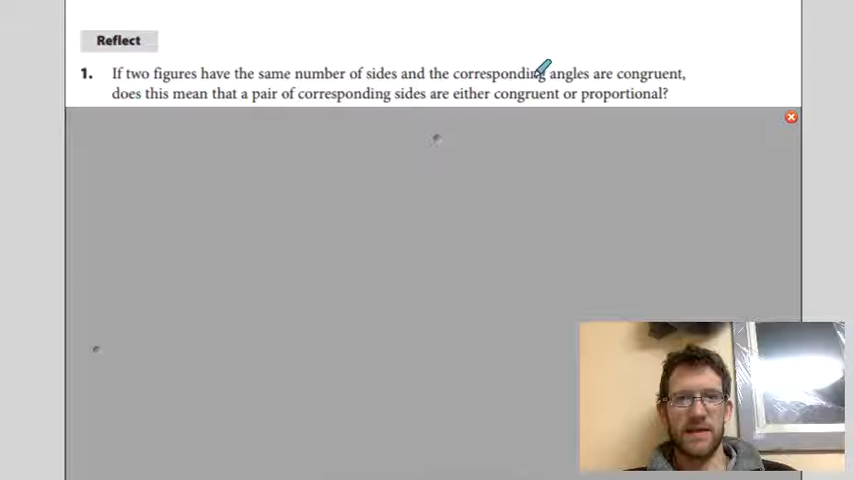 Reflect
1. If two figures have the same number of sides and the corresponding angles are congruent,
does this mean that a pair of corresponding sides are either congruent or proportional?